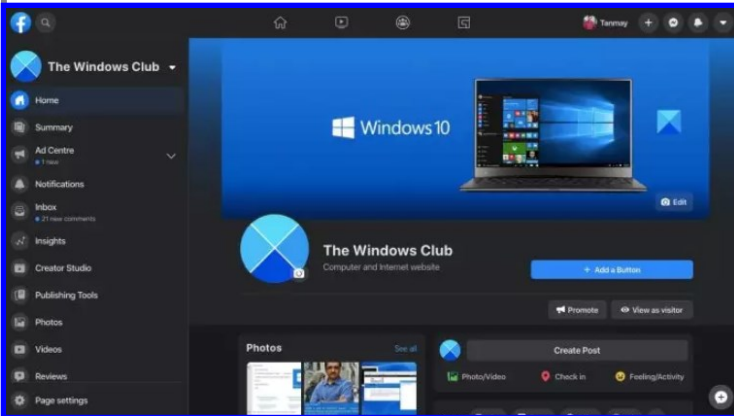 Tanmay
The Windows Club
Home
Summary
Ad Centre
1 new
Notifications
Inbox
21 new comments
Insights
Creator Studio
Publishing Tools
Photos
Videos
Reviews
Page settings
Windows 10
Edit
The Windows Club
Computer and Internet website
+ Add a Button
Promote
View as visitor
Photos
See all
Create Post
Photo/Video
Check in
Feeling/Activity